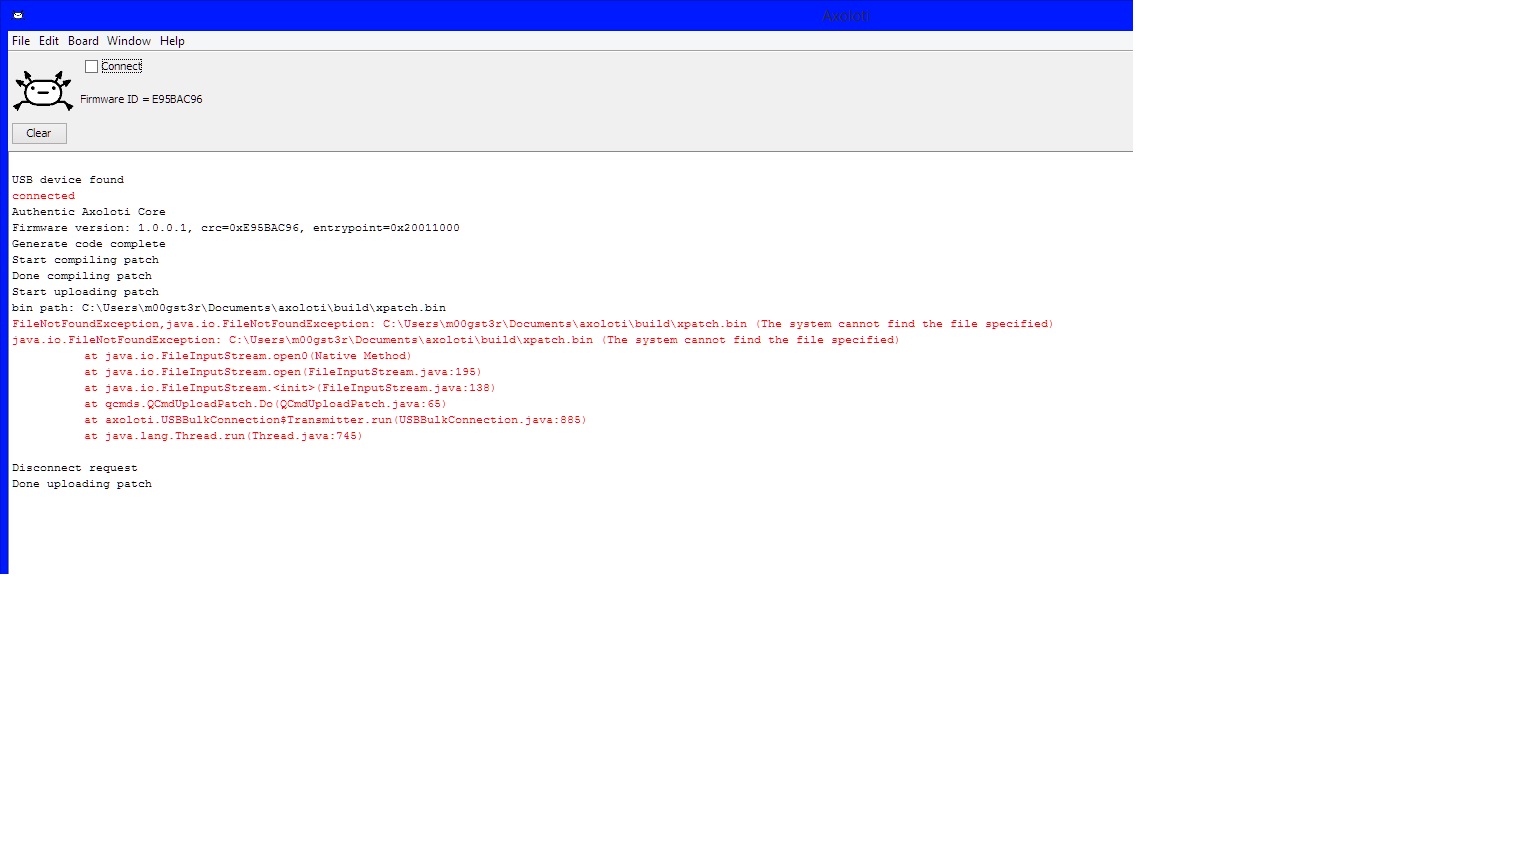 Axoloti
File Edit Board Window Help
Connect
Firmware ID = E95BAC96
Clear
USB device found
connected
Authentic Axoloti Core
Firmware version: 1.0.0.1, crc=0xE95BAC96, entrypoint=0x20011000
Generate code complete
Start compiling patch
Done compiling patch
Start uploading patch
bin path: C:\Users\m00gst3r\Documents\axoloti\build\xpatch.bin
FileNotFoundException,java.io.FileNotFoundException: C:\Users\m00gst3r\Documents\axoloti\build\xpatch.bin (The system cannot find the file specified)
java.io.FileNotFoundException: C:\Users\m00gst3r\Documents\axoloti\build\xpatch.bin (The system cannot find the file specified)
at java.io.FileInputStream.open0(Native Method)
at java.io.FileInputStream.open(FileInputStream.java:195)
at java.io.FileInputStream.<init>(FileInputStream.java:138)
at qcmds.QCmdUploadPatch.Do(QCmdUploadPatch.java:65)
at axoloti.USBBulkConnection$Transmitter.run(USBBulkConnection.java:885)
at java.lang.Thread.run(Thread.java:745)
Disconnect request
Done uploading patch